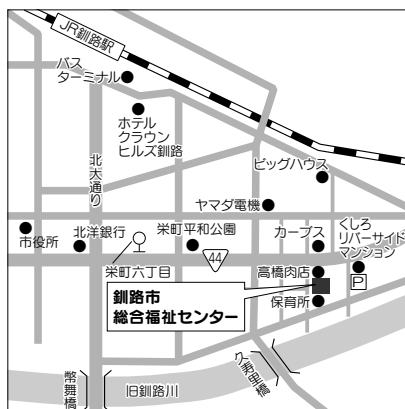 JR釧路駅
バス
ターミナル
ホテル
クラウン
ヒルズ釧路
北大通り
ビッグハウス
ヤマダ電機
市役所
北洋銀行
栄町平和公園
カーブス
くしろ
リバーサイド
マンション
栄町六丁目
44
高橋肉店
P
釧路市
総合福祉センター
保育所
幣舞橋
旧釧路川
久寿里橋